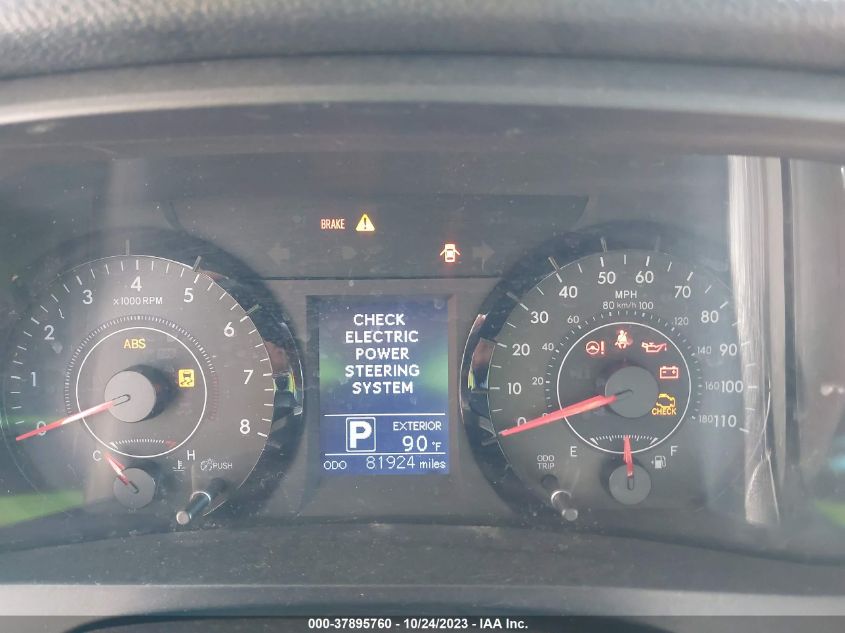 BRAKE
4
3 5
x1000 RPM
2 6
ABS
1 7
0 8
C H
PUSH
CHECK
ELECTRIC
POWER
STEERING
SYSTEM
P EXTERIOR
90 °F
ODO 81924 miles
50 60
40 MPH 70
80 km/h 100
30 60 120 80
20 40 140 90
10 20 160 100
CHECK
0 180 110
ODO
TRIP
E F
000-37895760 - 10/24/2023 - IAA Inc.